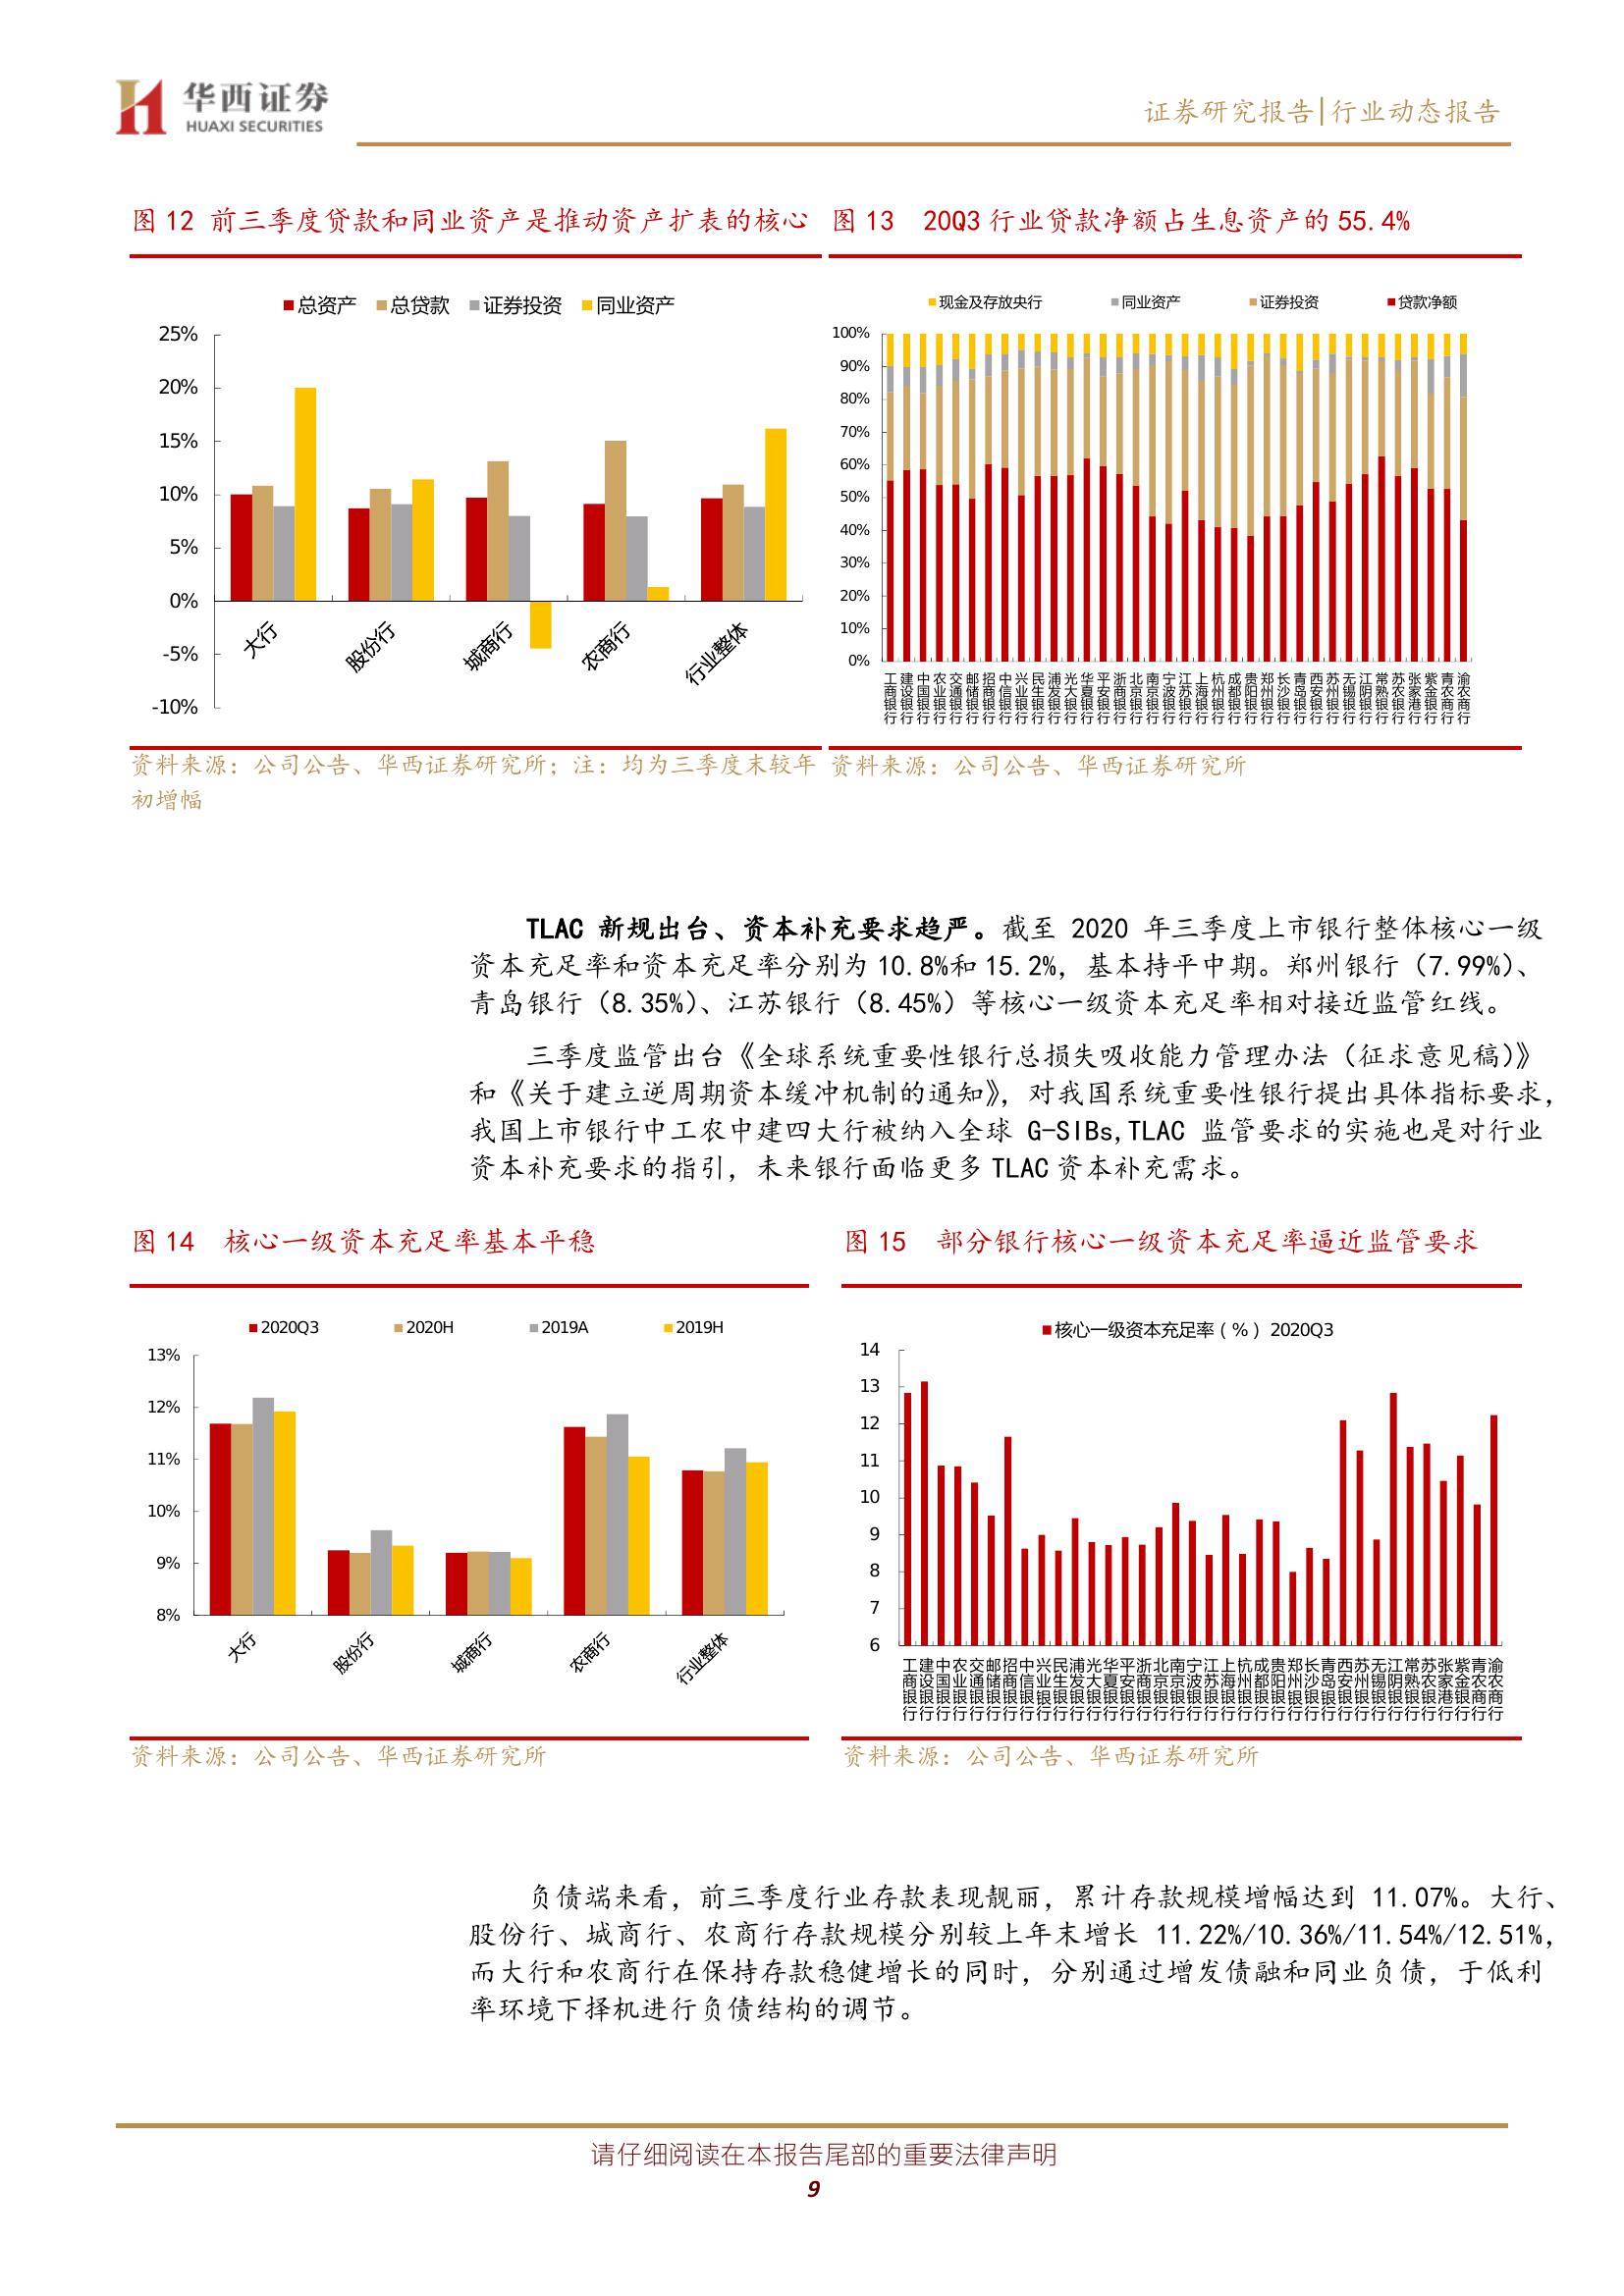 华西证券
HUAXI SECURITIES
证券研究报告|行业动态报告
图 12 前三季度贷款和同业资产是推动资产扩表的核心
图 13 20Q3 行业贷款净额占生息资产的 55.4%
总资产 总贷款 证券投资 同业资产
25%
20%
15%
10%
5%
0%
-5%
-10%
大行 股份行 城商行 农商行 行业整体
现金及存放央行 同业资产 证券投资 贷款净额
100%
90%
80%
70%
60%
50%
40%
30%
20%
10%
0%
工商银行 建设银行 中国银行 农业银行 交通银行 邮储银行 招商银行 中信银行 兴业银行 民生银行 浦发银行 光大银行 华夏银行 平安银行 浙商银行 北京银行 南京银行 宁波银行 江苏银行 上海银行 杭州银行 成都银行 贵阳银行 郑州银行 长沙银行 青岛银行 西安银行 苏州银行 无锡银行 江阴银行 常熟银行 苏农银行 张家港行 紫金银行 青农商行 渝农商行
资料来源：公司公告、华西证券研究所；注：均为三季度末较年
初增幅
资料来源：公司公告、华西证券研究所
TLAC 新规出台、资本补充要求趋严。截至 2020 年三季度上市银行整体核心一级
资本充足率和资本充足率分别为 10.8%和 15.2%，基本持平中期。郑州银行（7.99%）、
青岛银行（8.35%）、江苏银行（8.45%）等核心一级资本充足率相对接近监管红线。
三季度监管出台《全球系统重要性银行总损失吸收能力管理办法（征求意见稿）》
和《关于建立逆周期资本缓冲机制的通知》，对我国系统重要性银行提出具体指标要求，
我国上市银行中工农中建四大行被纳入全球 G-SIBs,TLAC 监管要求的实施也是对行业
资本补充要求的指引，未来银行面临更多 TLAC 资本补充需求。
图 14 核心一级资本充足率基本平稳
图 15 部分银行核心一级资本充足率逼近监管要求
2020Q3 2020H 2019A 2019H
13%
12%
11%
10%
9%
8%
大行 股份行 城商行 农商行 行业整体
核心一级资本充足率（%） 2020Q3
14
13
12
11
10
9
8
7
6
工商银行 建设银行 中国银行 农业银行 交通银行 邮储银行 招商银行 中信银行 兴业银行 民生银行 浦发银行 光大银行 华夏银行 平安银行 浙商银行 北京银行 南京银行 宁波银行 江苏银行 上海银行 杭州银行 成都银行 贵阳银行 郑州银行 长沙银行 青岛银行 西安银行 苏州银行 无锡银行 江阴银行 常熟银行 苏农银行 张家港行 紫金银行 青农商行 渝农商行
资料来源：公司公告、华西证券研究所
资料来源：公司公告、华西证券研究所
负债端来看，前三季度行业存款表现靓丽，累计存款规模增幅达到 11.07%。大行、
股份行、城商行、农商行存款规模分别较上年末增长 11.22%/10.36%/11.54%/12.51%，
而大行和农商行在保持存款稳健增长的同时，分别通过增发债融和同业负债，于低利
率环境下择机进行负债结构的调节。
请仔细阅读在本报告尾部的重要法律声明
9